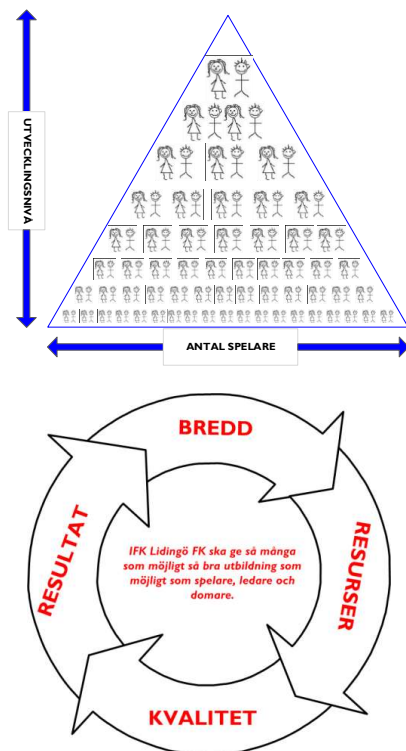 UTVECKLINGSNIVÅ
ANTAL SPELARE
BREDD
RESURSER
KVALITET
RESULTAT
IFK Lidingö FK ska ge så många
som möjligt så bra utbildning som
möjligt som spelare, ledare och
domare.